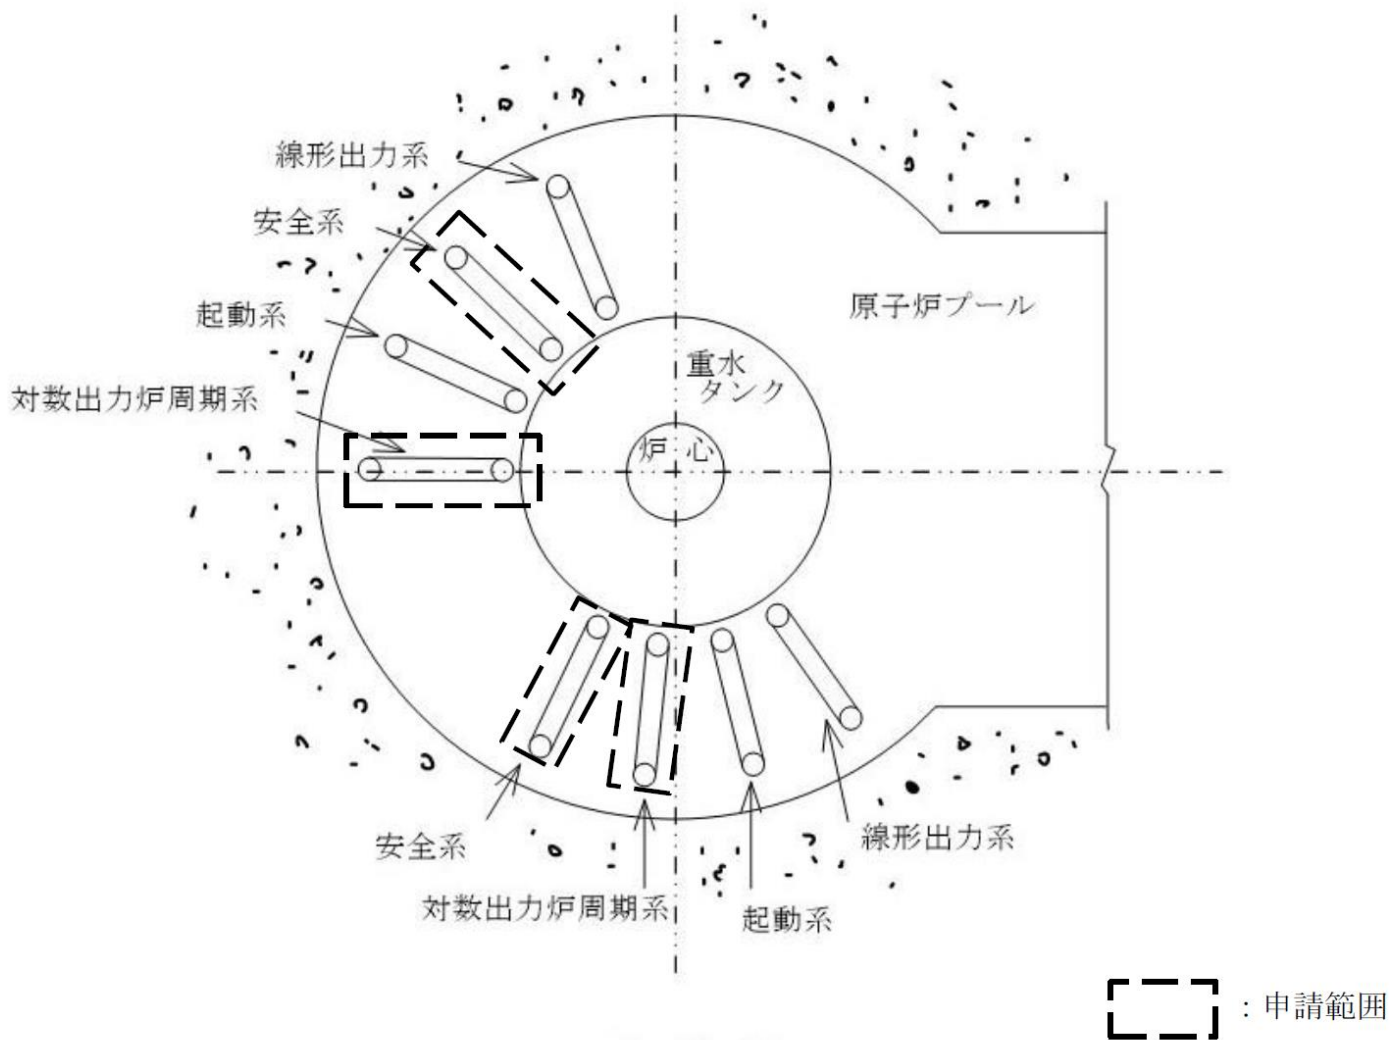 線形出力系
安全系
起動系
対数出力炉周期系
原子炉プール
重水
タンク
炉心
安全系
対数出力炉周期系
起動系
線形出力系
：申請範囲